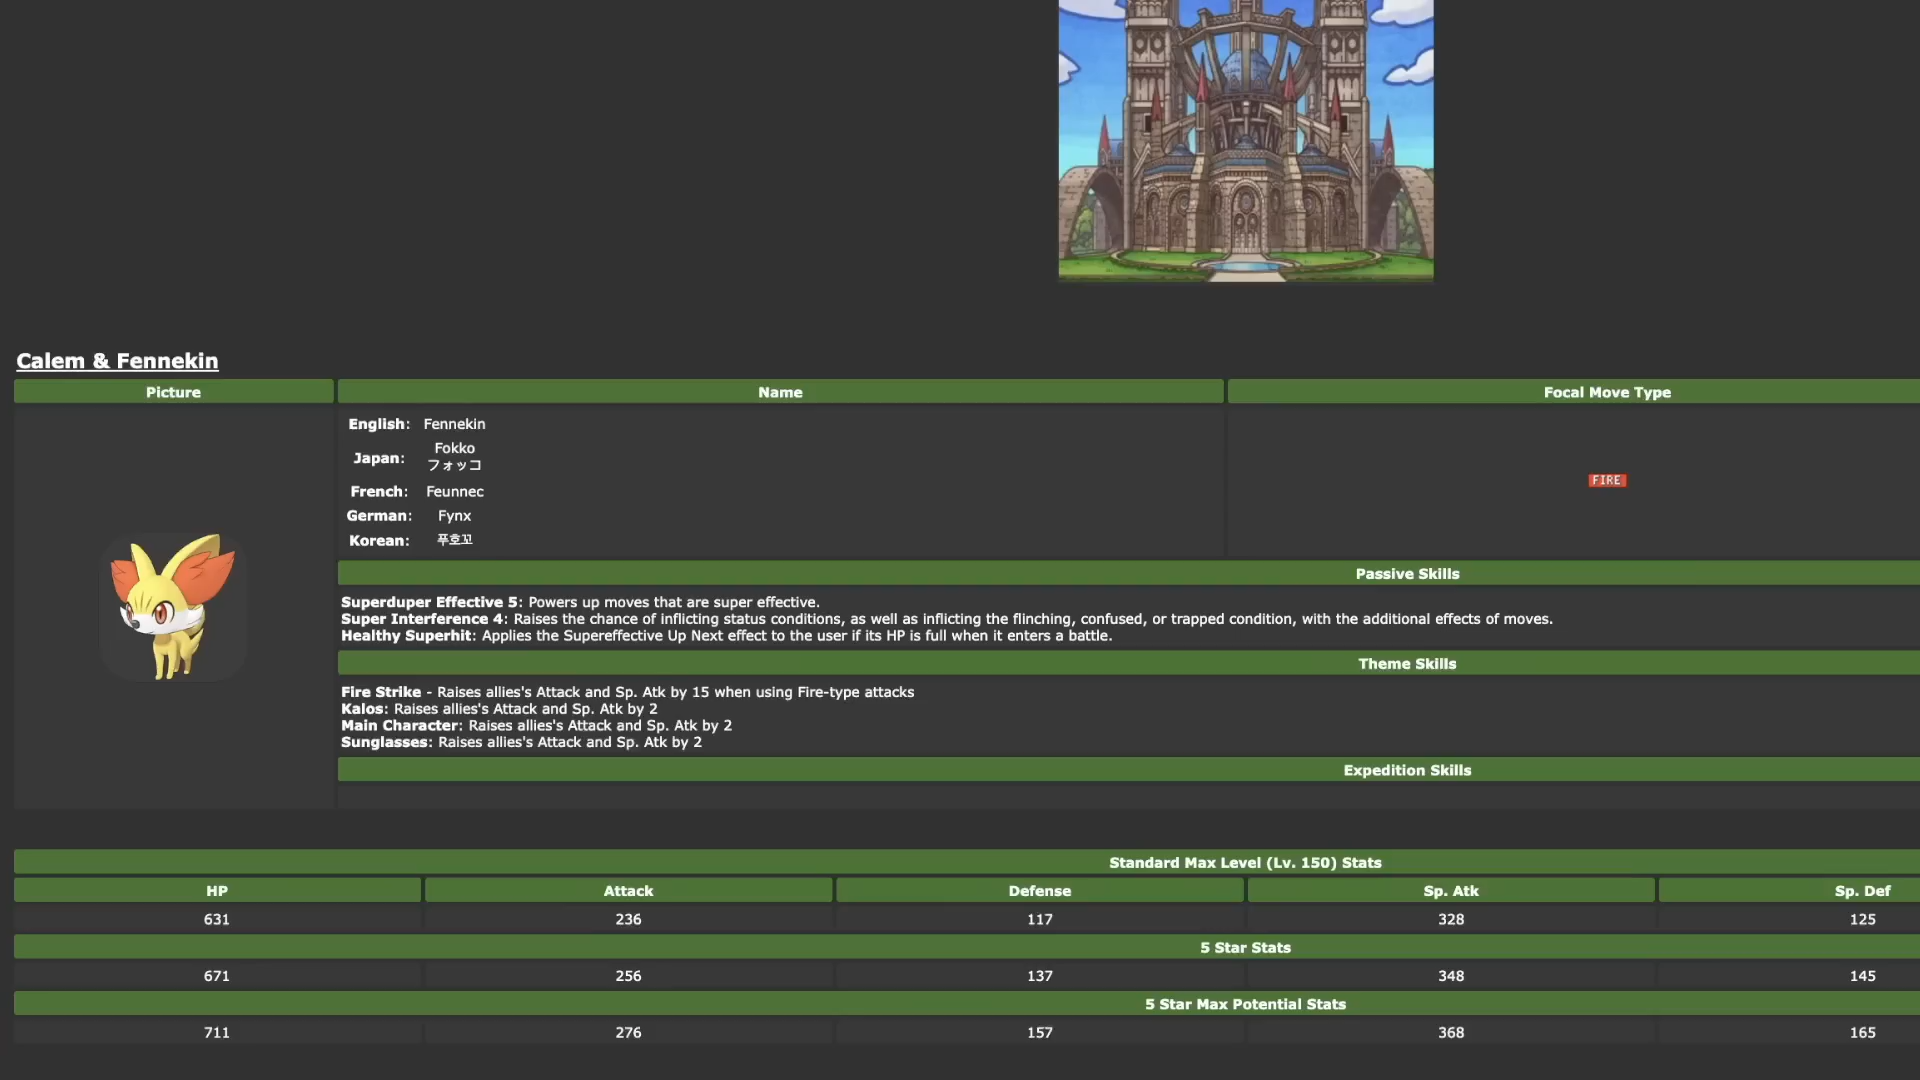 Calem & Fennekin
Picture
Name
Focal Move Type
English: Fennekin
Japan: Fokko
フォッコ
French: Feunnec
German: Fynx
Korean: 푸호꼬
FIRE
Passive Skills
Superduper Effective 5: Powers up moves that are super effective.
Super Interference 4: Raises the chance of inflicting status conditions, as well as inflicting the flinching, confused, or trapped condition, with the additional effects of moves.
Healthy Superhit: Applies the Supereffective Up Next effect to the user if its HP is full when it enters a battle.
Theme Skills
Fire Strike - Raises allies's Attack and Sp. Atk by 15 when using Fire-type attacks
Kalos: Raises allies's Attack and Sp. Atk by 2
Main Character: Raises allies's Attack and Sp. Atk by 2
Sunglasses: Raises allies's Attack and Sp. Atk by 2
Expedition Skills
Standard Max Level (Lv. 150) Stats
HP Attack Defense Sp. Atk Sp. Def
631 236 117 328 125
5 Star Stats
671 256 137 348 145
5 Star Max Potential Stats
711 276 157 368 165